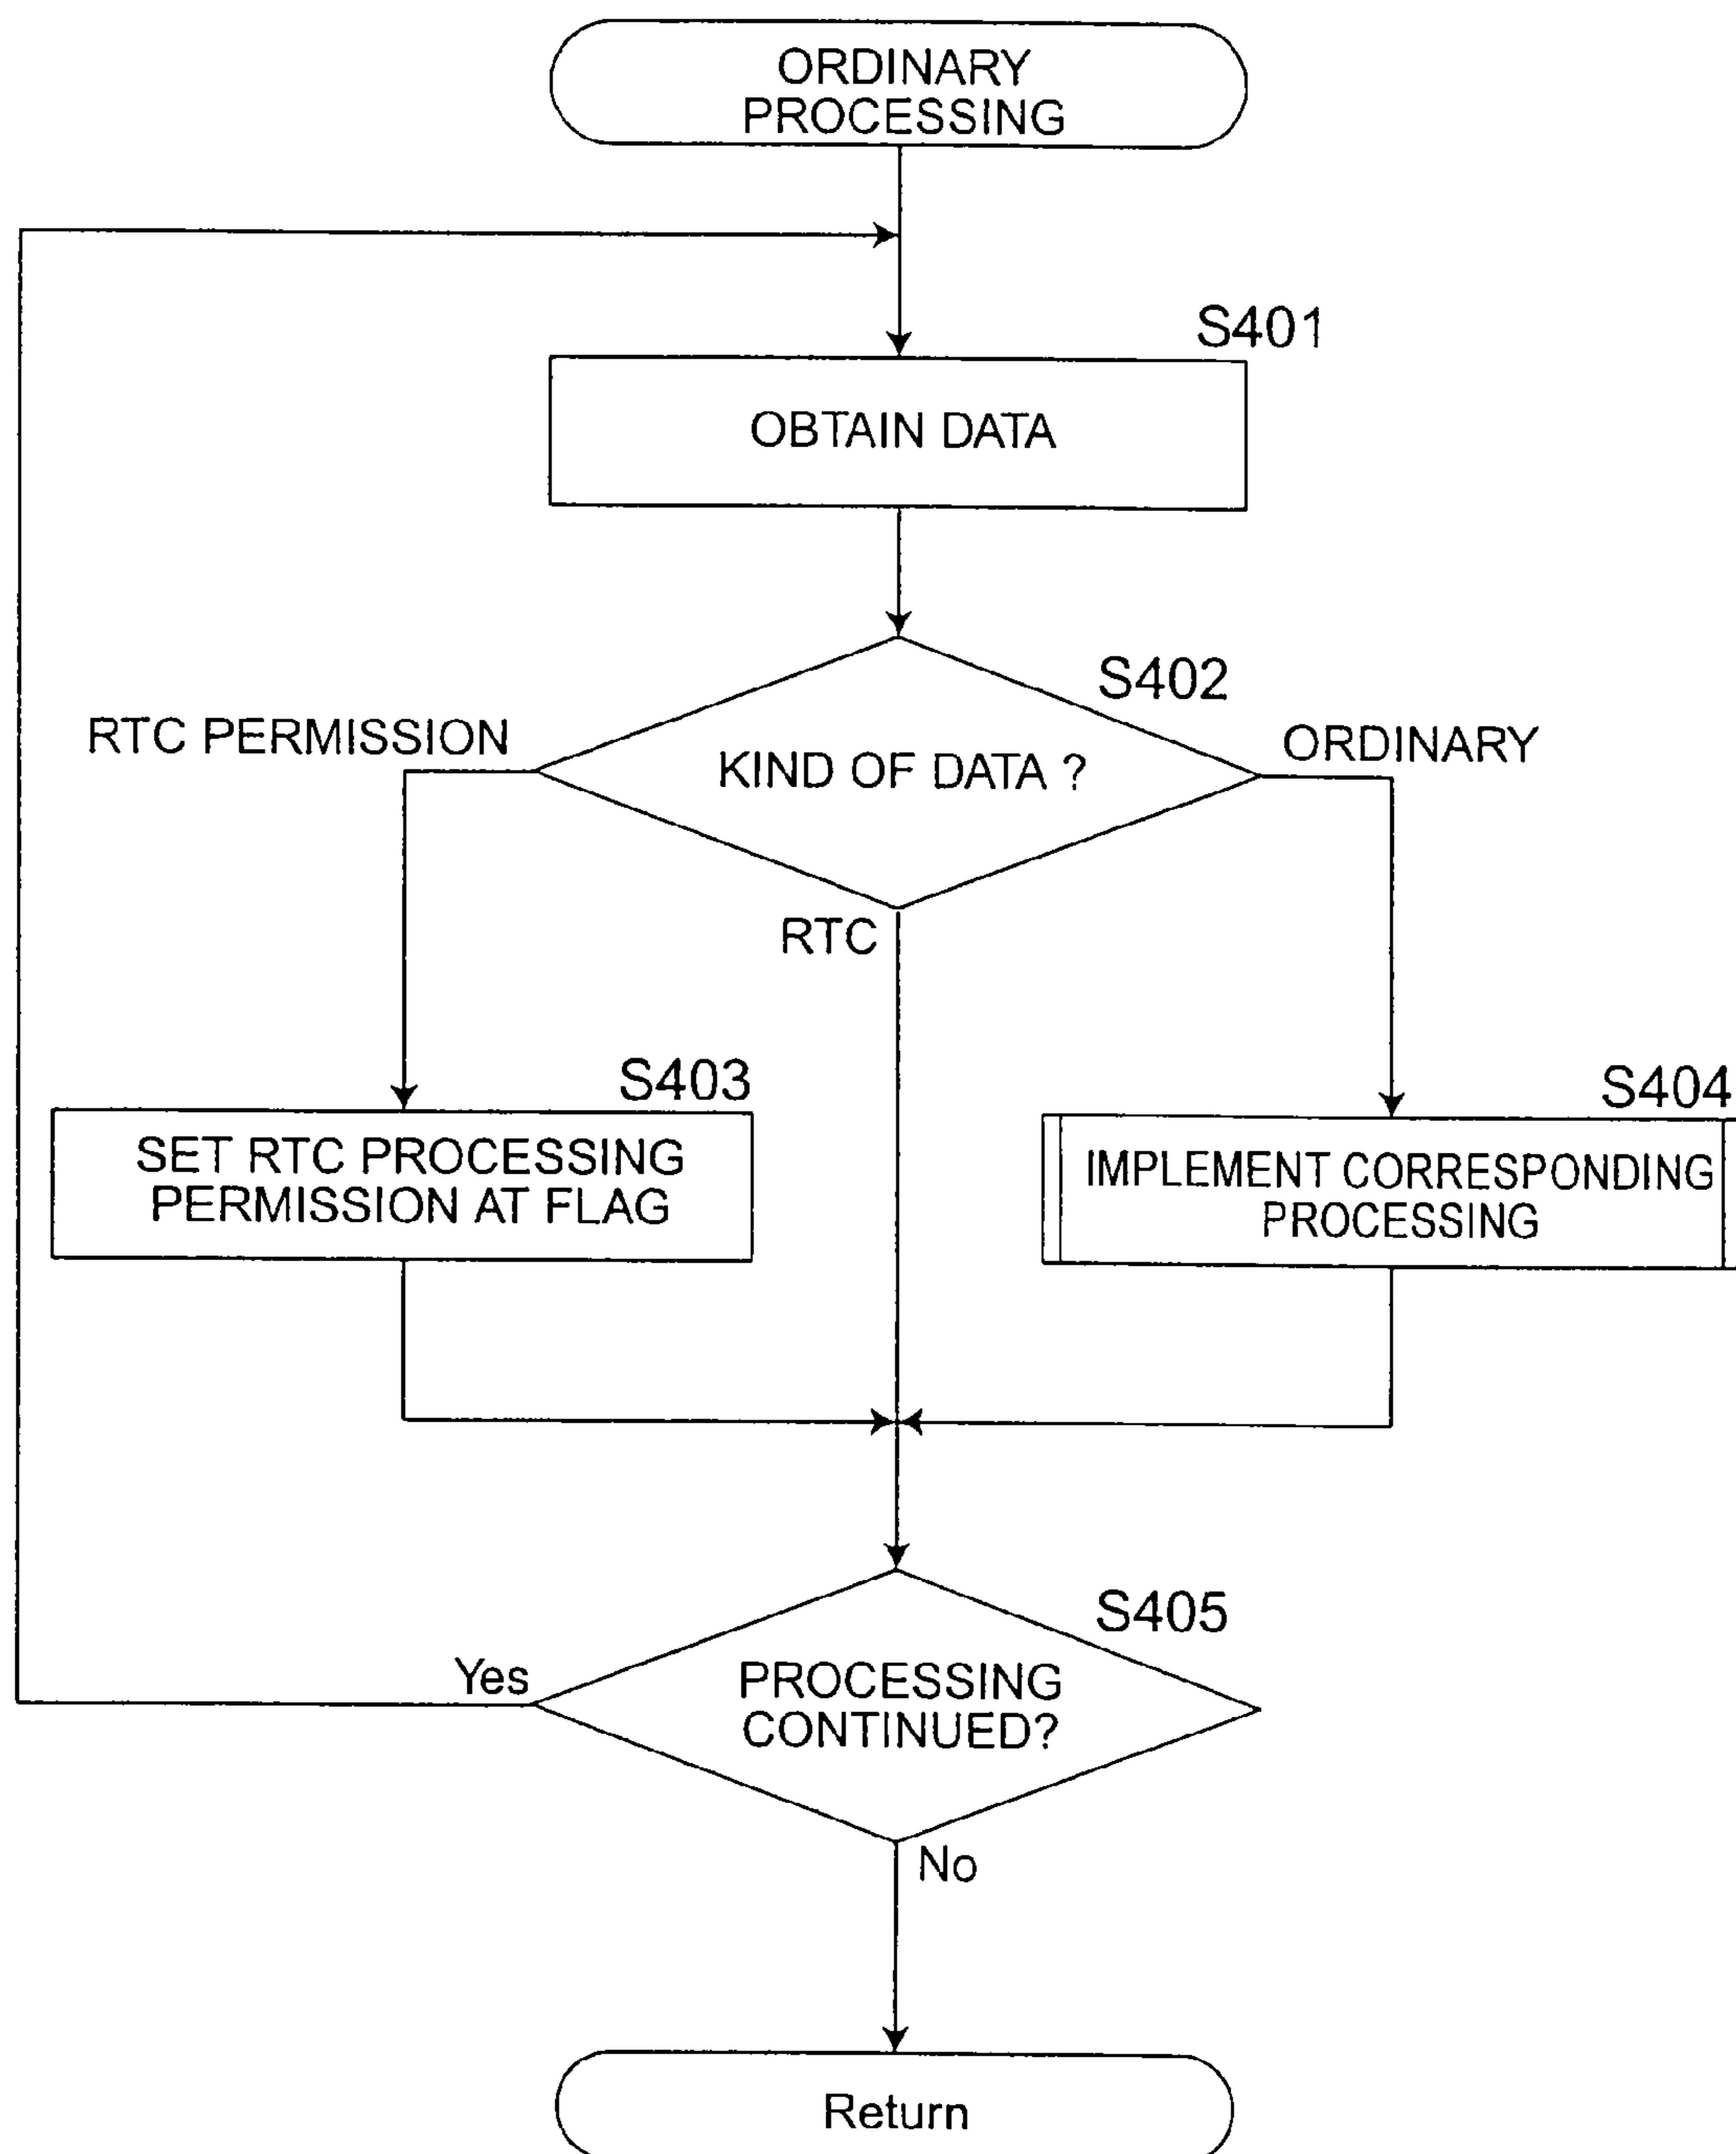 ORDINARY
PROCESSING
S401
OBTAIN DATA
S402
RTC PERMISSION
KIND OF DATA ?
ORDINARY
RTC
S403
SET RTC PROCESSING
PERMISSION AT FLAG
S404
IMPLEMENT CORRESPONDING
PROCESSING
S405
Yes
PROCESSING
CONTINUED?
No
Return